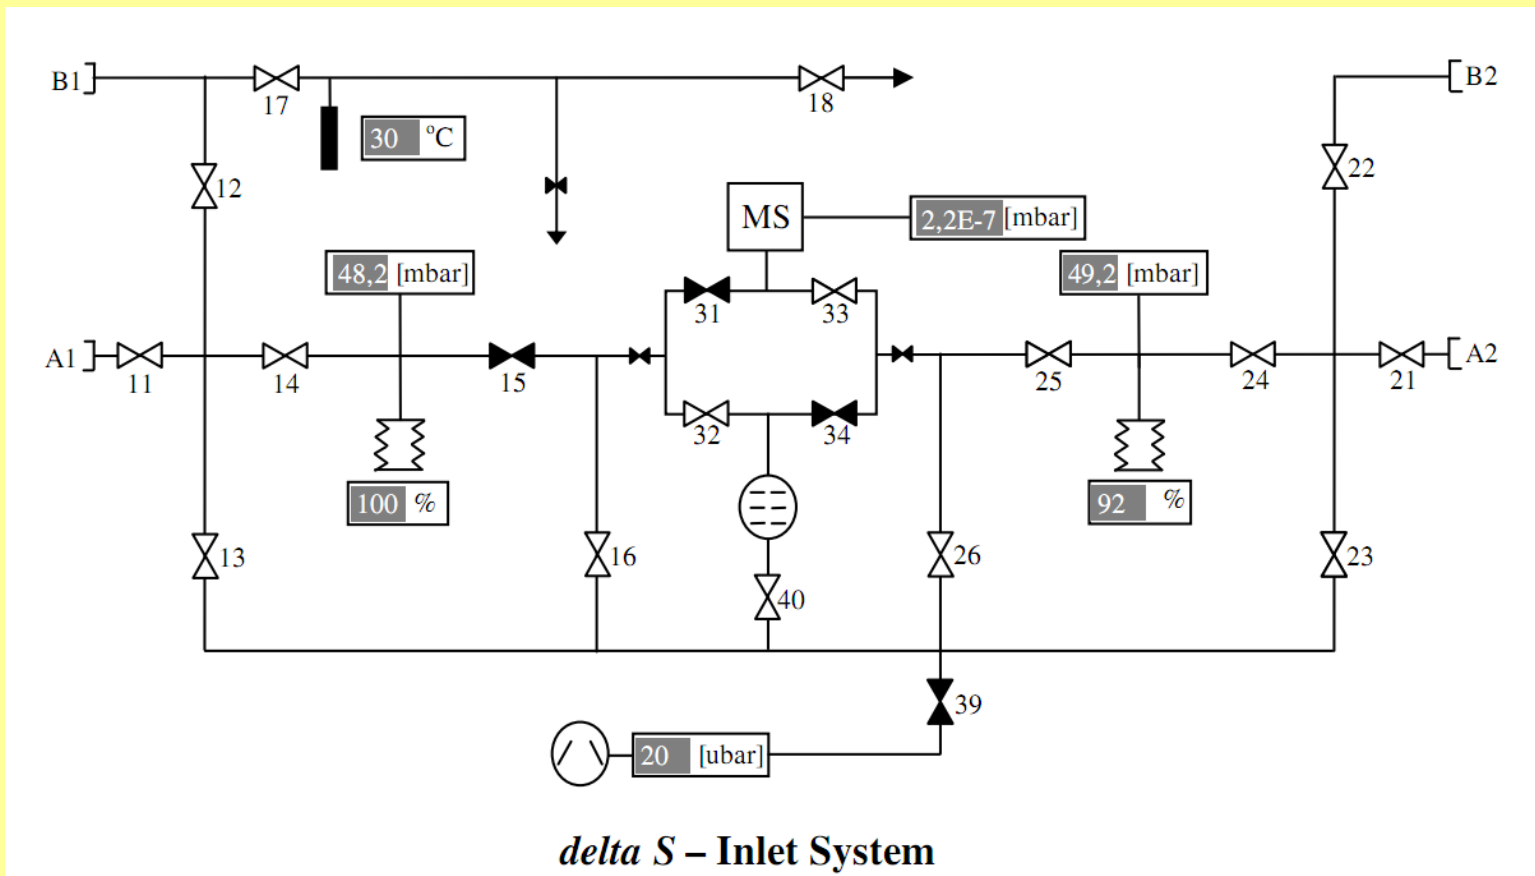 B1
17
18
B2
30 °C
12
22
MS
2,2E-7 [mbar]
48,2 [mbar]
49,2 [mbar]
31
33
A1
11
14
15
25
24
21
A2
32
34
100 %
92 %
13
16
26
23
40
39
20 [ubar]
delta S – Inlet System